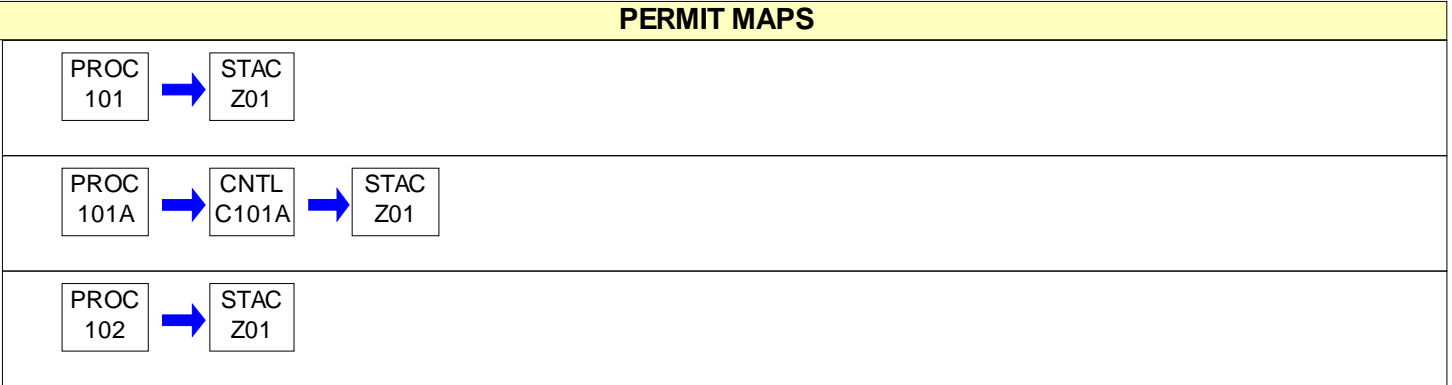 PERMIT MAPS
PROC
101
STAC
Z01
PROC
101A
CNTL
C101A
STAC
Z01
PROC
102
STAC
Z01